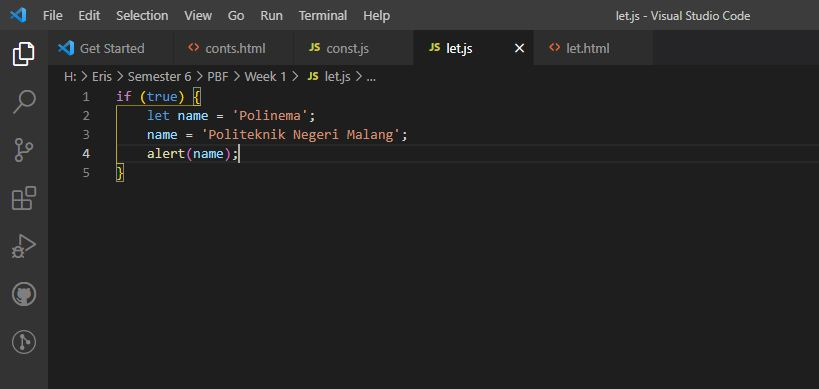 File Edit Selection View Go Run Terminal Help let.js - Visual Studio Code
Get Started <> conts.html JS const.js JS let.js × <> let.html
H: > Eris > Semester 6 > PBF > Week 1 > JS let.js > ...
1 if (true) {
2     let name = 'Polinema';
3     name = 'Politeknik Negeri Malang';
4     alert(name);
5 }